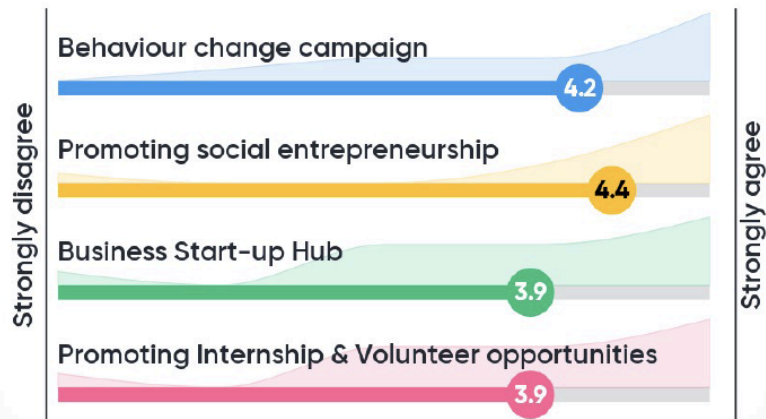 Strongly disagree
Behaviour change campaign
4.2
Promoting social entrepreneurship
4.4
Business Start-up Hub
3.9
Promoting Internship & Volunteer opportunities
3.9
Strongly agree